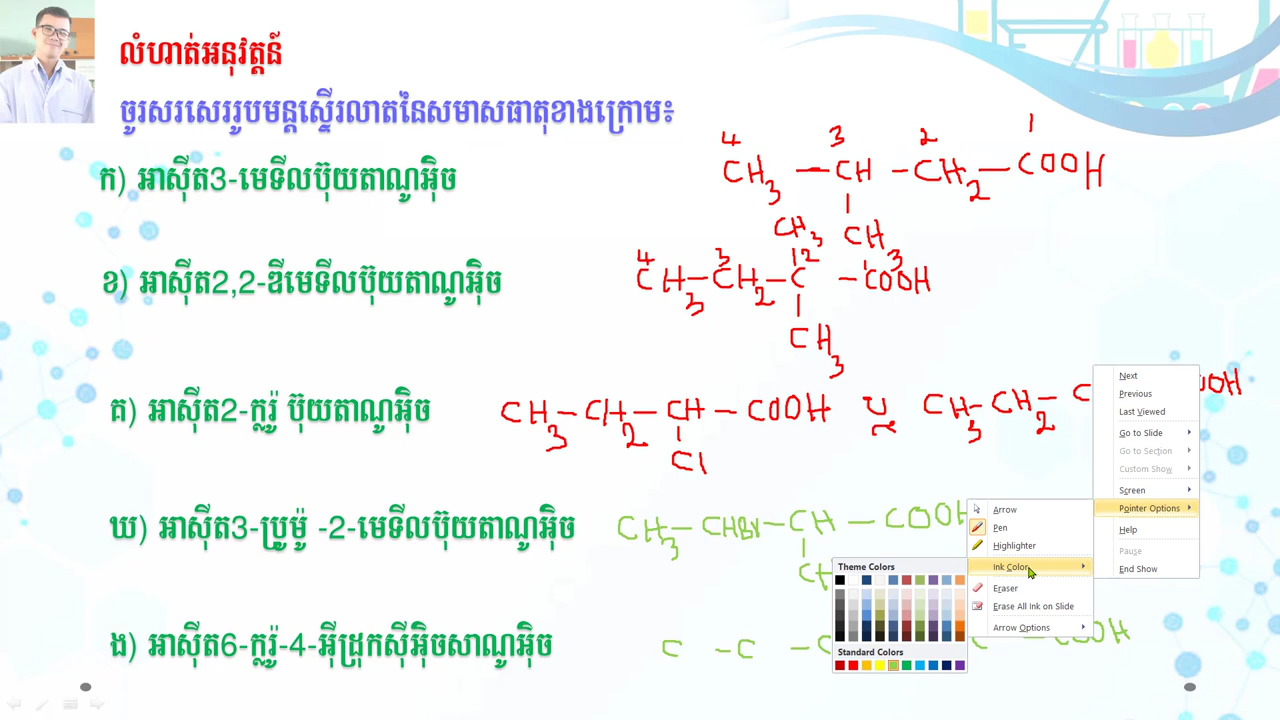 លំហាត់អនុវត្តន៍
ចូរសរសេររូបមន្តស្ទើរលាតនៃសមាសធាតុខាងក្រោម៖
ក) អាស៊ីត3-មេទីលប៊ុយតាណូអ៊ិច
4 3 2 1
CH3 — CH — CH2 — COOH
CH3
ខ) អាស៊ីត2,2-ឌីមេទីលប៊ុយតាណូអ៊ិច
CH3
4 3 2 1
CH3 — CH2 — C — COOH
CH3
គ) អាស៊ីត2-ក្លរ៉ូ ប៊ុយតាណូអ៊ិច
CH3 — CH2 — CH — COOH ឬ CH3 — CH2 — C OOH
Cl
ឃ) អាស៊ីត3-ប្រូម៉ូ -2-មេទីលប៊ុយតាណូអ៊ិច
CH3 — CHBr — CH — COOH
CH
ង) អាស៊ីត6-ក្លរ៉ូ-4-អ៊ីដ្រុកស៊ីអ៊ិចសាណូអ៊ិច
C — C — C C — COOH
Next
Previous
Last Viewed
Go to Slide
Go to Section
Custom Show
Screen
Pointer Options
Help
Pause
End Show
Arrow
Pen
Highlighter
Ink Color
Eraser
Erase All Ink on Slide
Arrow Options
Theme Colors
Standard Colors